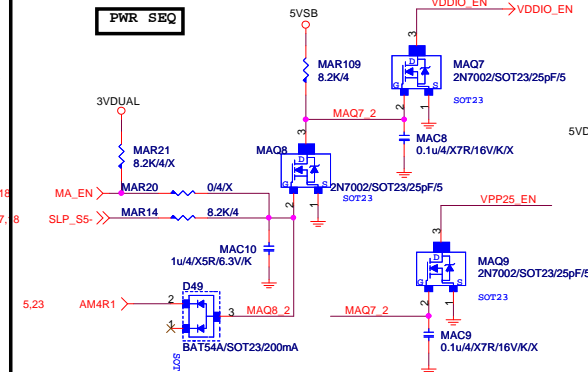 PWR SEQ
5VSB
VDDIO_EN
VDDIO_EN
3
MAR109
8.2K/4
D
G
S
MAQ7
2N7002/SOT23/25pF/5
SOT23
3VDUAL
2
1
MAQ7_2
MAC8
0.1u/4/X7R/16V/K/X
5VD
MAR21
8.2K/4/X
MAQ8
3
D
G
S
2N7002/SOT23/25pF/5
SOT23
18
MA_EN
MAR20
0/4/X
2
1
7,18
SLP_S5-
MAR14
8.2K/4
VPP25_EN
3
MAC10
1u/4/X5R/6.3V/K
D
G
S
MAQ9
2N7002/SOT23/25pF/5
SOT23
D49
5,23
AM4R1
2
3
1
MAQ8_2
MAQ7_2
2
1
BAT54A/SOT23/200mA
SOT
MAC9
0.1u/4/X7R/16V/K/X